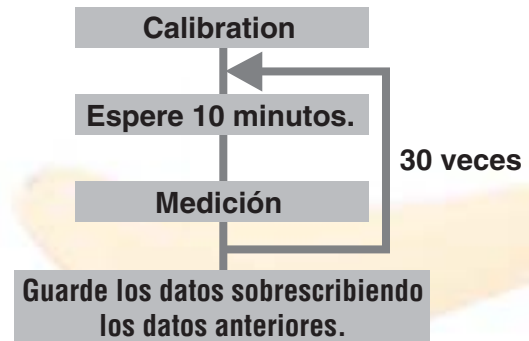 Calibration
Espere 10 minutos.
30 veces
Medición
Guarde los datos sobrescribiendo
los datos anteriores.